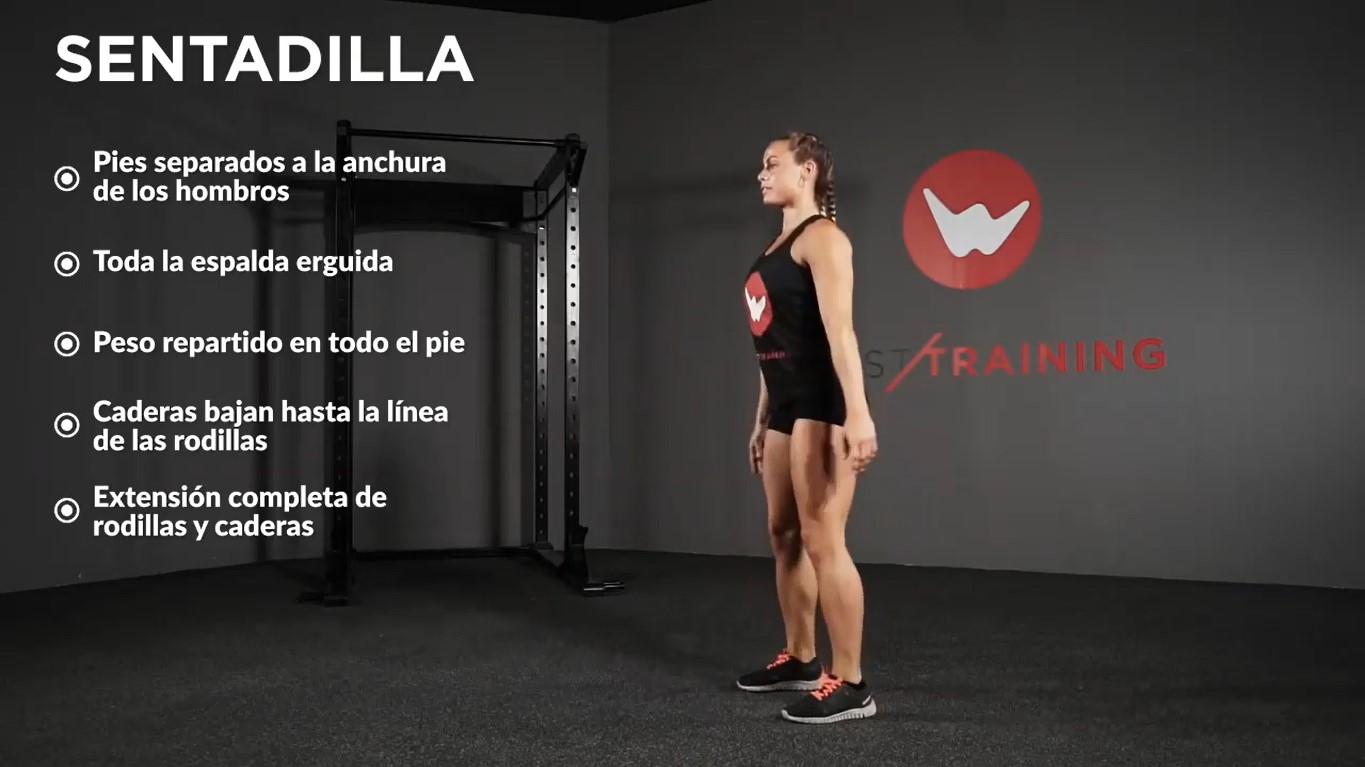 SENTADILLA
Pies separados a la anchura
de los hombros
Toda la espalda erguida
Peso repartido en todo el pie
Caderas bajan hasta la línea
de las rodillas
Extensión completa de
rodillas y caderas
ST/TRAINING